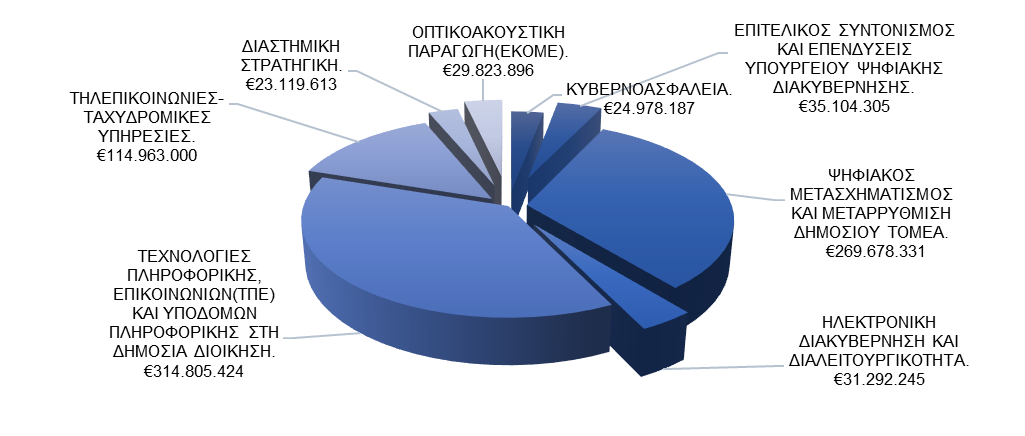 ΟΠΤΙΚΟΑΚΟΥΣΤΙΚΗ
ΠΑΡΑΓΩΓΗ(ΕΚΟΜΕ).
€29.823.896
ΕΠΙΤΕΛΙΚΟΣ ΣΥΝΤΟΝΙΣΜΟΣ
ΚΑΙ ΕΠΕΝΔΥΣΕΙΣ
ΥΠΟΥΡΓΕΙΟΥ ΨΗΦΙΑΚΗΣ
ΔΙΑΚΥΒΕΡΝΗΣΗΣ.
€35.104.305
ΔΙΑΣΤΗΜΙΚΗ
ΣΤΡΑΤΗΓΙΚΗ.
€23.119.613
ΚΥΒΕΡΝΟΑΣΦΑΛΕΙΑ.
€24.978.187
ΤΗΛΕΠΙΚΟΙΝΩΝΙΕΣ-
ΤΑΧΥΔΡΟΜΙΚΕΣ
ΥΠΗΡΕΣΙΕΣ.
€114.963.000
ΨΗΦΙΑΚΟΣ
ΜΕΤΑΣΧΗΜΑΤΙΣΜΟΣ
ΚΑΙ ΜΕΤΑΡΡΥΘΜΙΣΗ
ΔΗΜΟΣΙΟΥ ΤΟΜΕΑ.
€269.678.331
ΤΕΧΝΟΛΟΓΙΕΣ
ΠΛΗΡΟΦΟΡΙΚΗΣ,
ΕΠΙΚΟΙΝΩΝΙΩΝ(ΤΠΕ)
ΚΑΙ ΥΠΟΔΟΜΩΝ
ΠΛΗΡΟΦΟΡΙΚΗΣ ΣΤΗ
ΔΗΜΟΣΙΑ ΔΙΟΙΚΗΣΗ.
€314.805.424
ΗΛΕΚΤΡΟΝΙΚΗ
ΔΙΑΚΥΒΕΡΝΗΣΗ ΚΑΙ
ΔΙΑΛΕΙΤΟΥΡΓΙΚΟΤΗΤΑ.
€31.292.245